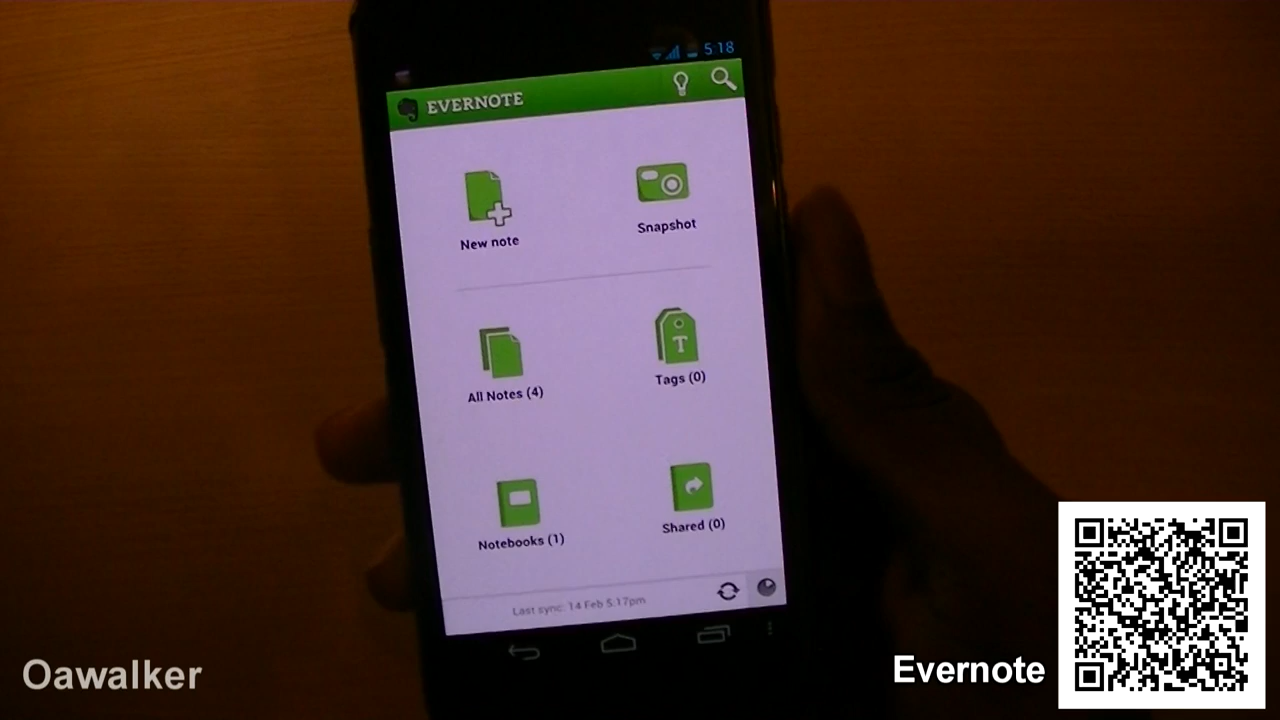 5:18
EVERNOTE
New note
Snapshot
All Notes (4)
Tags (0)
T
Notebooks (1)
Shared (0)
Last sync: 14 Feb 5:17pm
Oawalker
Evernote